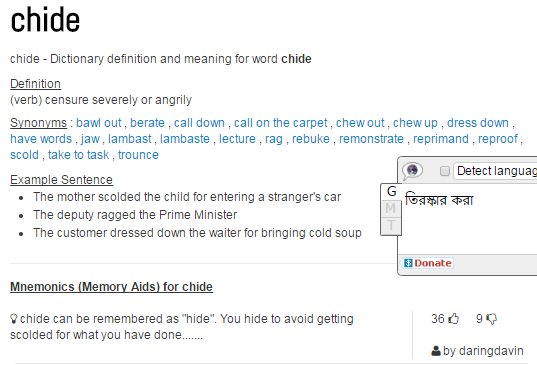 chide
chide - Dictionary definition and meaning for word chide
Definition
(verb) censure severely or angrily
Synonyms : bawl out , berate , call down , call on the carpet , chew out , chew up , dress down ,
have words , jaw , lambast , lambaste , lecture , rag , rebuke , remonstrate , reprimand , reproof ,
scold , take to task , trounce
Example Sentence
The mother scolded the child for entering a stranger's car
The deputy ragged the Prime Minister
The customer dressed down the waiter for bringing cold soup
Detect language
G
M
T
তিরস্কার করা
Donate
Mnemonics (Memory Aids) for chide
chide can be remembered as "hide". You hide to avoid getting
scolded for what you have done.......
36
9
by daringdavin